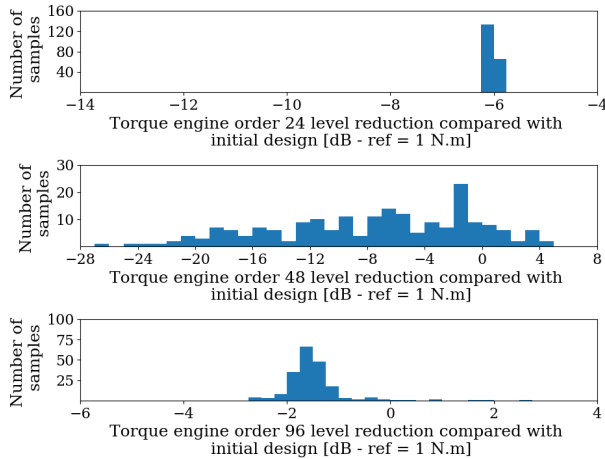 Number of
samples
160
120
80
40
−14
−12
−10
−8
−6
−4
Torque engine order 24 level reduction compared with
initial design [dB - ref = 1 N.m]
Number of
samples
30
20
10
−28
−24
−20
−16
−12
−8
−4
0
4
8
Torque engine order 48 level reduction compared with
initial design [dB - ref = 1 N.m]
Number of
samples
100
75
50
25
−6
−4
−2
0
2
4
Torque engine order 96 level reduction compared with
initial design [dB - ref = 1 N.m]